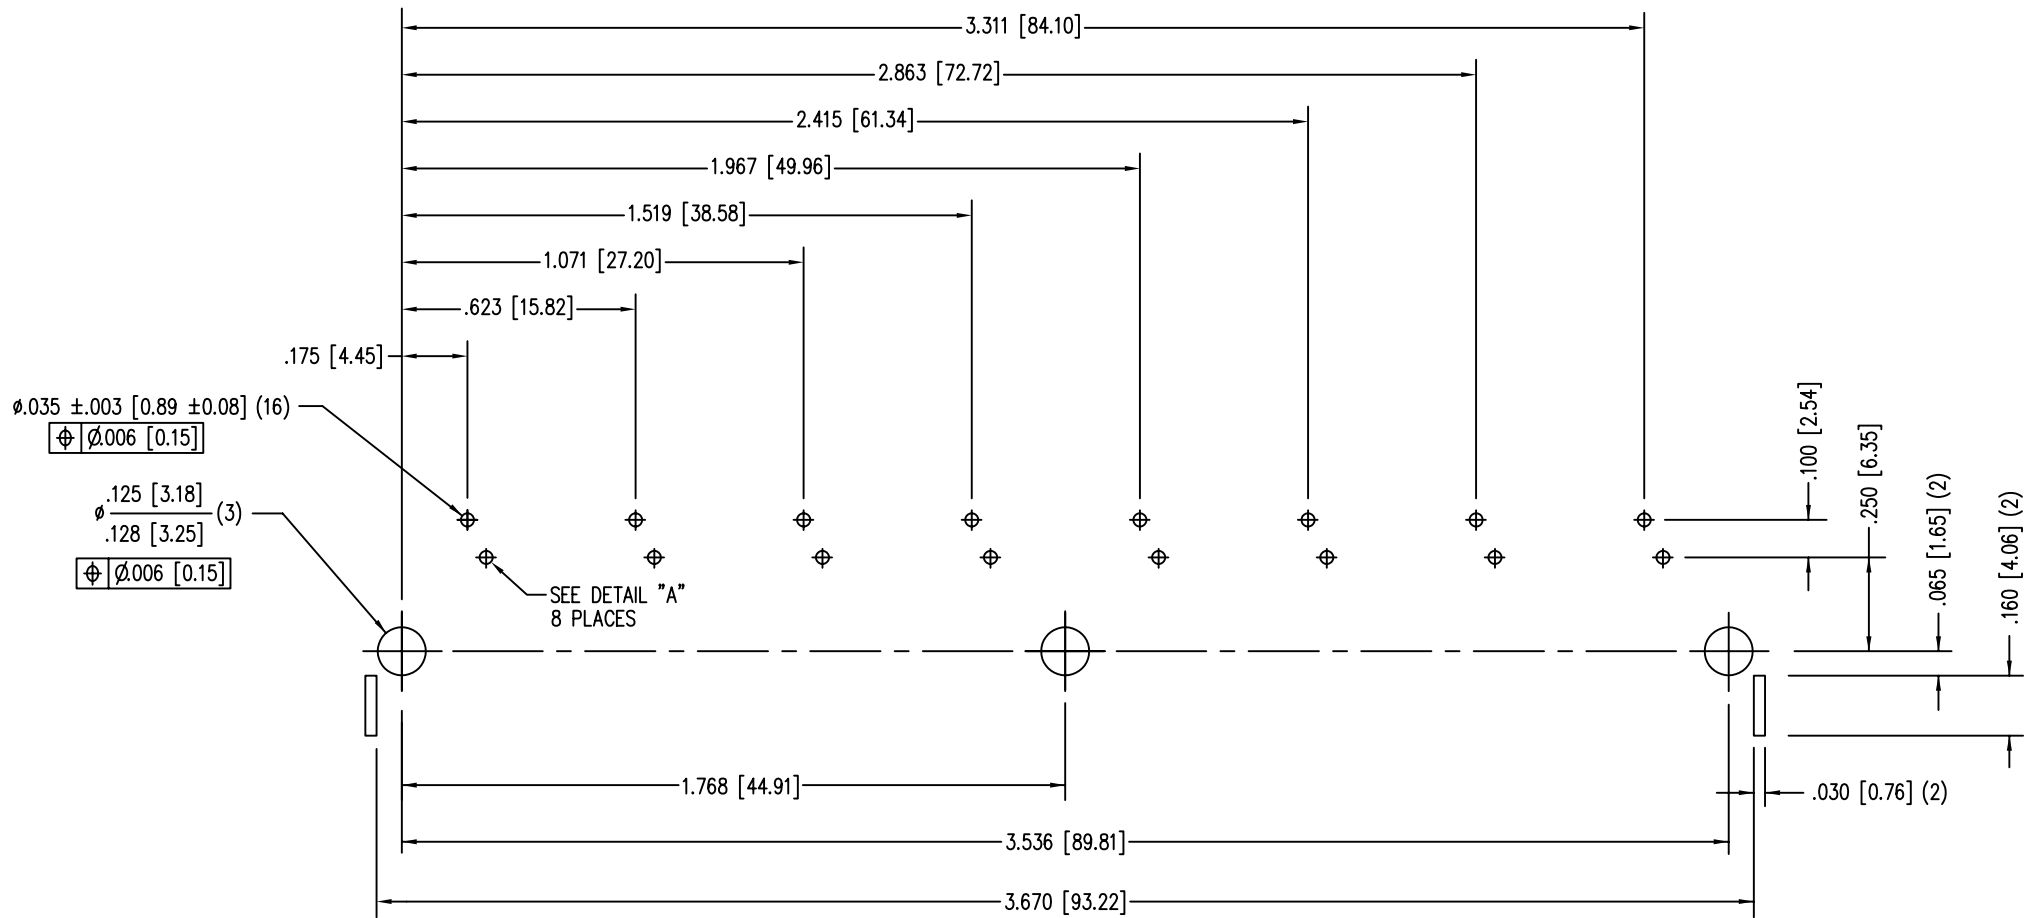 3.311 [84.10]
2.863 [72.72]
2.415 [61.34]
1.967 [49.96]
1.519 [38.58]
1.071 [27.20]
.623 [15.82]
.175 [4.45]
⌀.035 ±.003 [0.89 ±0.08] (16)
⌖ ⌀.006 [0.15]
.125 [3.18]
⌀ (3)
.128 [3.25]
⌖ ⌀.006 [0.15]
SEE DETAIL "A"
8 PLACES
.100 [2.54]
.250 [6.35]
.065 [1.65] (2)
.160 [4.06] (2)
1.768 [44.91]
.030 [0.76] (2)
3.536 [89.81]
3.670 [93.22]